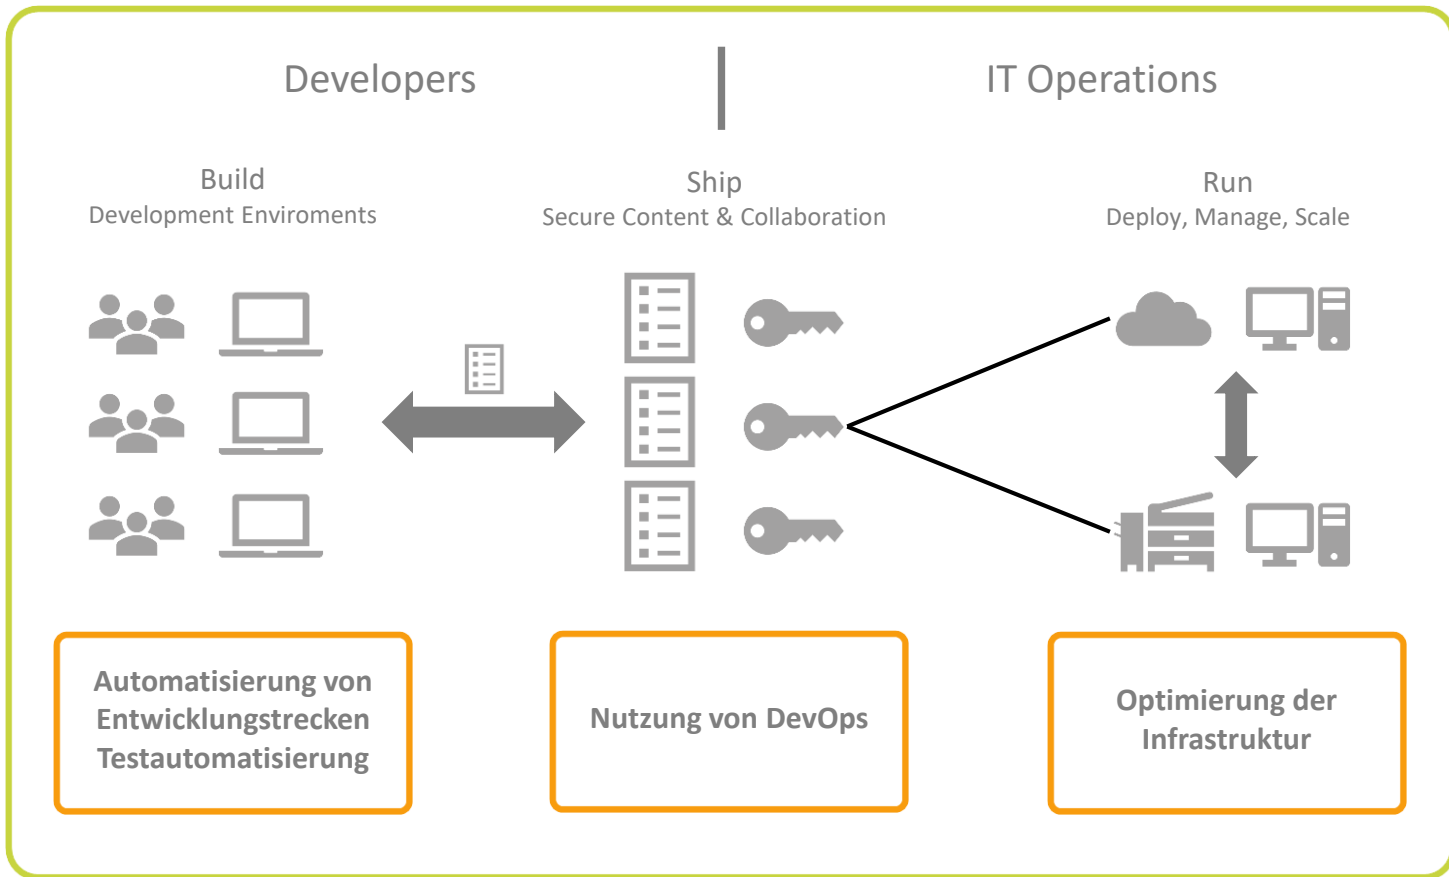 Developers
IT Operations
Build
Development Enviroments
Ship
Secure Content & Collaboration
Run
Deploy, Manage, Scale
Automatisierung von
Entwicklungstrecken
Testautomatisierung
Nutzung von DevOps
Optimierung der
Infrastruktur